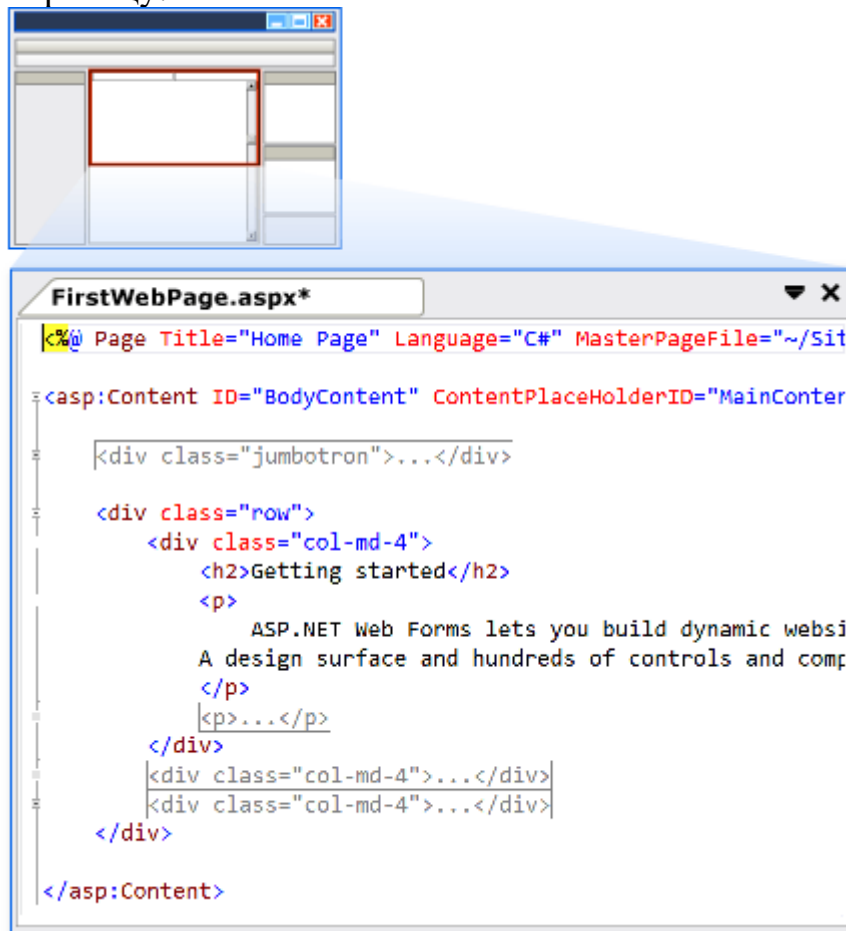 FirstWebPage.aspx*
<%@ Page Title="Home Page" Language="C#" MasterPageFile="~/Sit
<asp:Content ID="BodyContent" ContentPlaceHolderID="MainConten
<div class="jumbotron">...</div>
<div class="row">
<div class="col-md-4">
<h2>Getting started</h2>
<p>
ASP.NET Web Forms lets you build dynamic websi
A design surface and hundreds of controls and comp
</p>
<p>...</p>
</div>
<div class="col-md-4">...</div>
<div class="col-md-4">...</div>
</div>
</asp:Content>